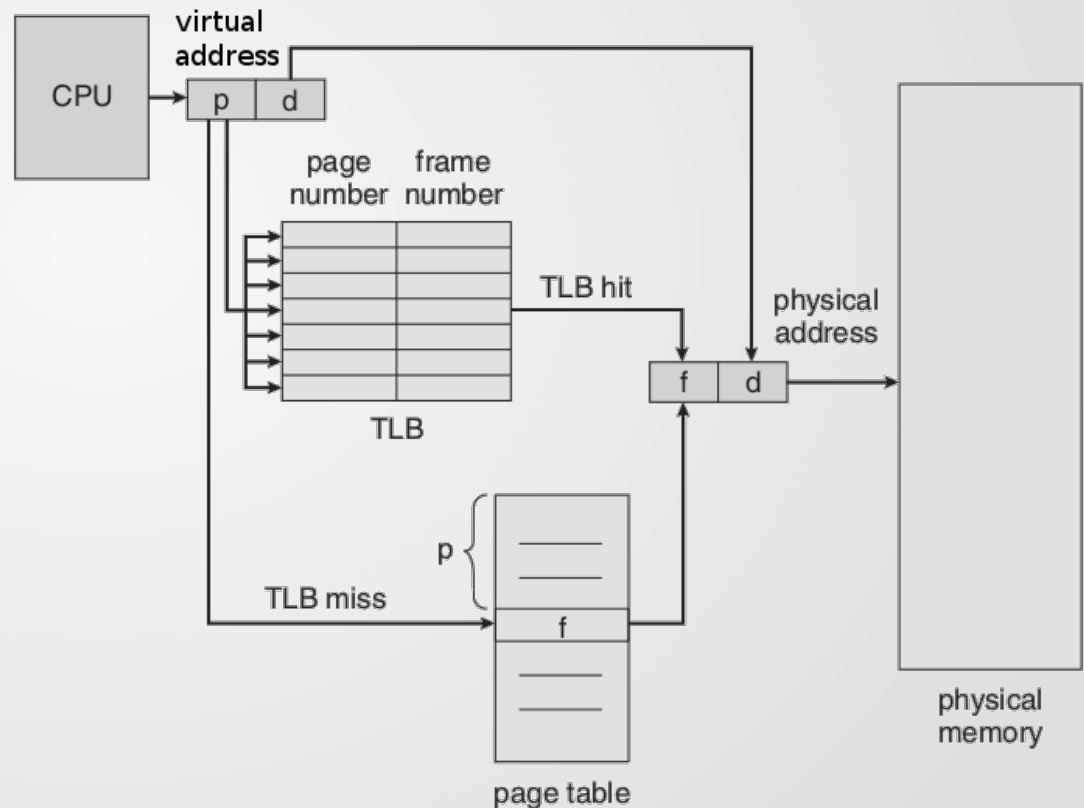 virtual
address
CPU
p
d
page
number
frame
number
TLB hit
physical
address
f
d
TLB
p
TLB miss
f
physical
memory
page table